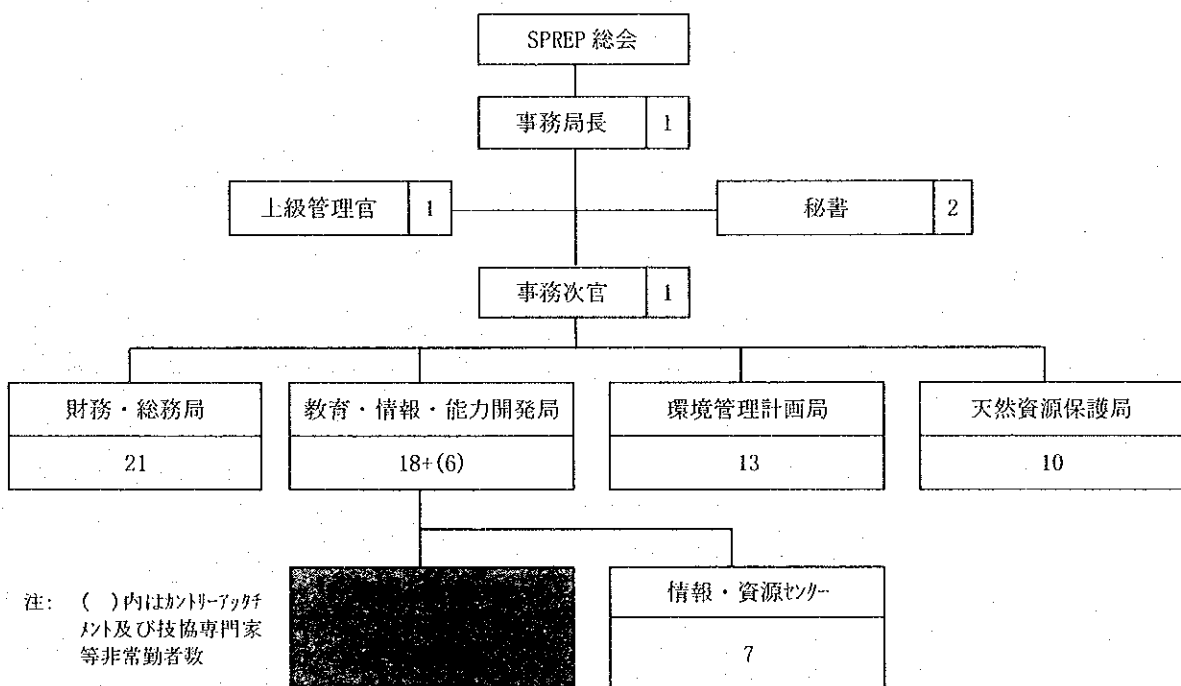 SPREP 総会
事務局長 1
上級管理官 1
秘書 2
事務次官 1
財務・総務局
21
教育・情報・能力開発局
18+(6)
環境管理計画局
13
天然資源保護局
10
情報・資源センター
7
注: ( )内はカントリーアッタチ
メント及び技協専門家
等非常勤者数